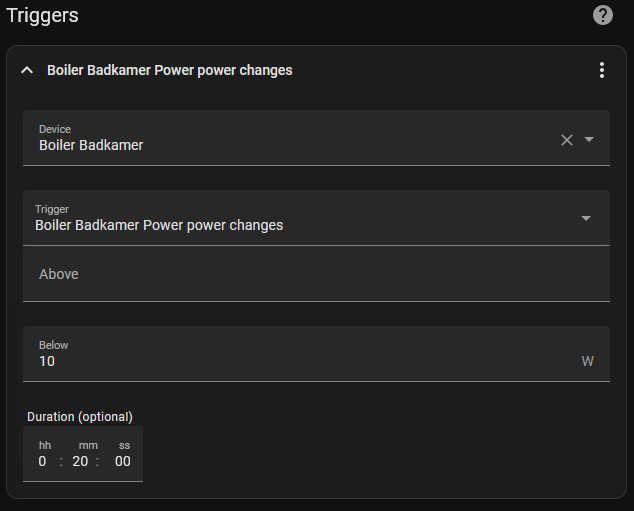 Triggers
?
Boiler Badkamer Power power changes
Device
Boiler Badkamer
Trigger
Boiler Badkamer Power power changes
Above
Below
10 W
Duration (optional)
hh mm ss
0 : 20 : 00